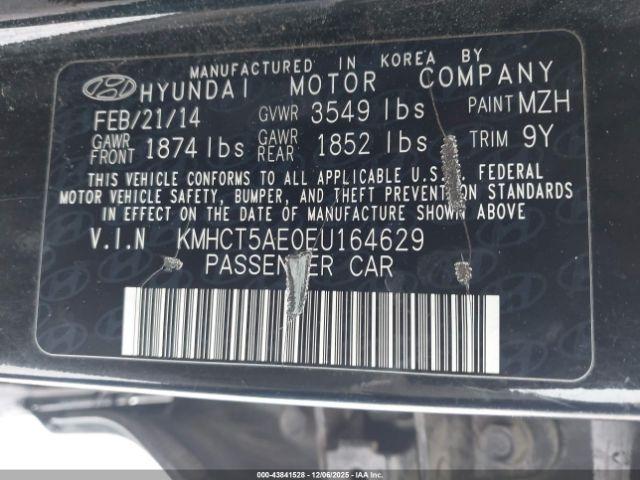 MANUFACTURED IN KOREA BY
HYUNDAI MOTOR COMPANY
FEB/21/14 GVWR 3549 lbs PAINT MZH
GAWR FRONT 1874 lbs GAWR REAR 1852 lbs TRIM 9Y
THIS VEHICLE CONFORMS TO ALL APPLICABLE U.S. FEDERAL
MOTOR VEHICLE SAFETY, BUMPER, AND THEFT PREVENTION STANDARDS
IN EFFECT ON THE DATE OF MANUFACTURE SHOWN ABOVE
V.I.N KMHCT5AE0EU164629
PASSENGER CAR
000-43841528 - 12/06/2025 - IAAI.COM